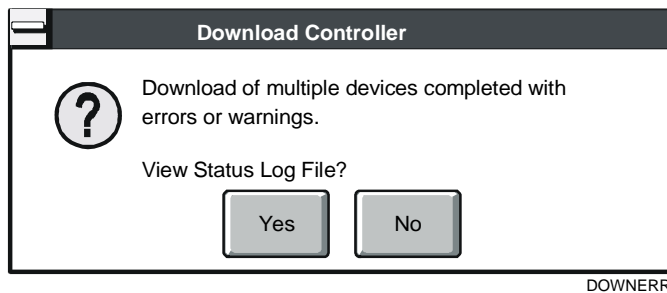 Download Controller
Download of multiple devices completed with
errors or warnings.
View Status Log File?
Yes No
DOWNERR